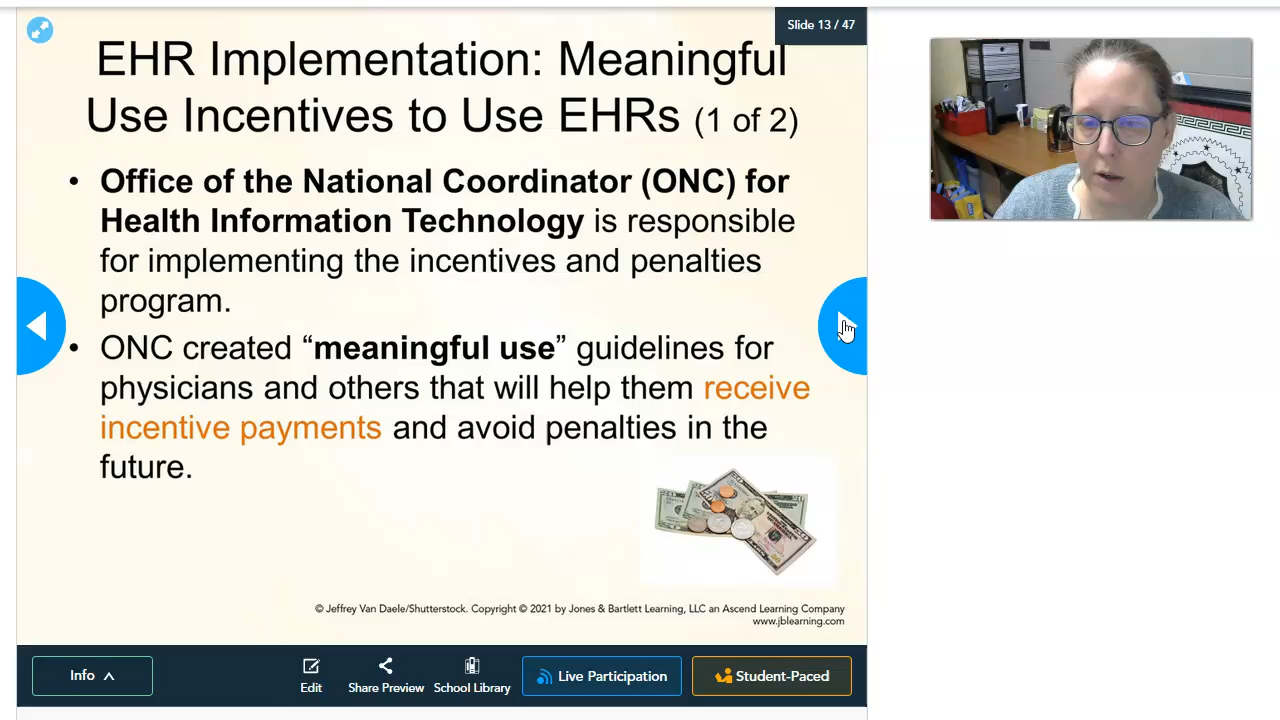 Slide 13 / 47
EHR Implementation: Meaningful
Use Incentives to Use EHRs (1 of 2)
• Office of the National Coordinator (ONC) for
Health Information Technology is responsible
for implementing the incentives and penalties
program.
• ONC created “meaningful use” guidelines for
physicians and others that will help them receive
incentive payments and avoid penalties in the
future.
© Jeffrey Van Daele/Shutterstock. Copyright © 2021 by Jones & Bartlett Learning, LLC an Ascend Learning Company
www.jblearning.com
Info
Edit
Share Preview
School Library
Live Participation
Student-Paced